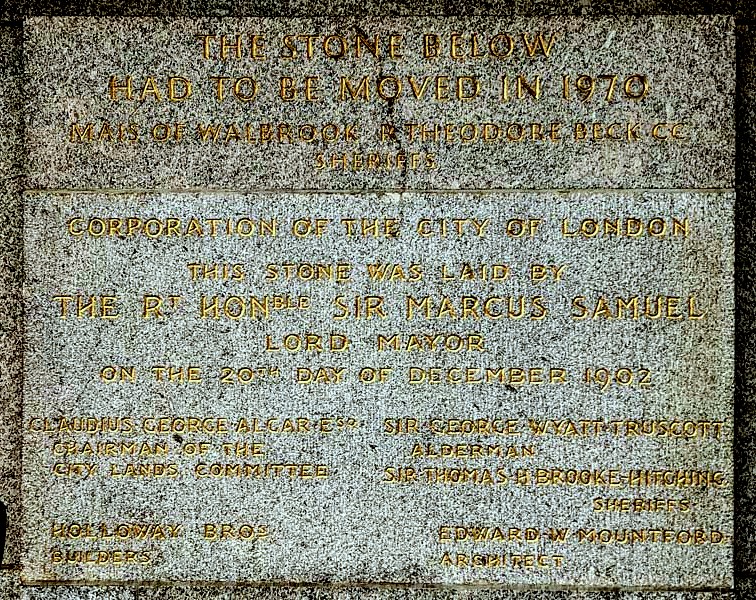 THE STONE BELOW
HAD TO BE MOVED IN 1970
MAIS OF WALBROOK R THEODORE BECK CC
SHERIFFS
CORPORATION OF THE CITY OF LONDON
THIS STONE WAS LAID BY
THE RT HONBLE SIR MARCUS SAMUEL
LORD MAYOR
ON THE 20TH DAY OF DECEMBER 1902
CLAUDIUS GEORGE ALGAR ESQR
CHAIRMAN OF THE
CITY LANDS COMMITTEE
SIR GEORGE WYATT TRUSCOTT
ALDERMAN
SIR THOMAS H BROOKE-HITCHING
SHERIFFS
HOLLOWAY BROS
BUILDERS
EDWARD W MOUNTFORD
ARCHITECT